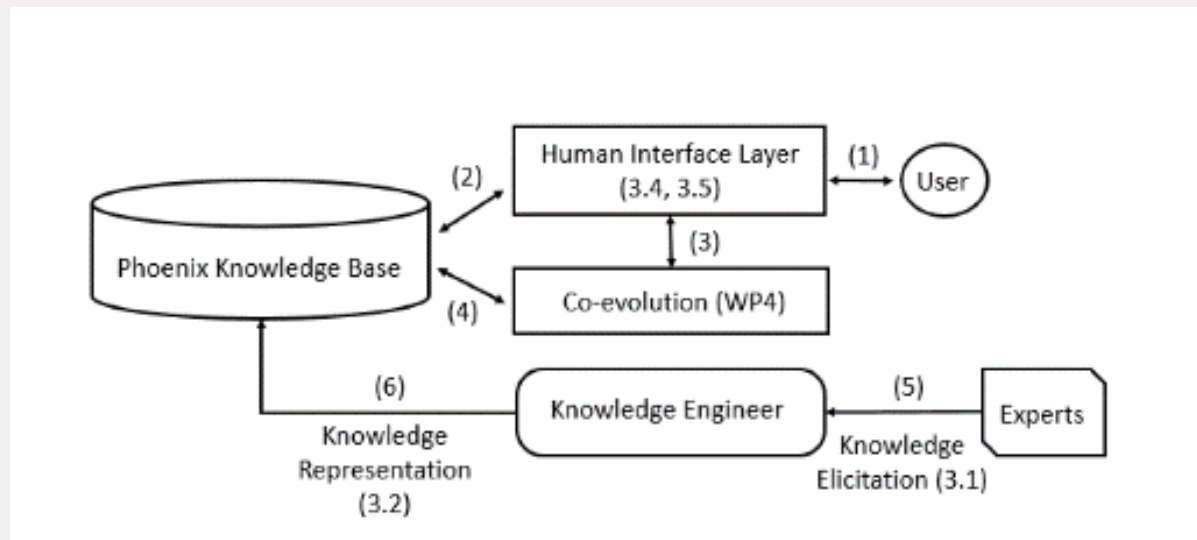 Human Interface Layer
(3.4, 3.5)
(1)
User
(2)
(3)
Phoenix Knowledge Base
(4)
Co-evolution (WP4)
(6)
Knowledge Engineer
(5)
Experts
Knowledge
Representation
(3.2)
Knowledge
Elicitation (3.1)